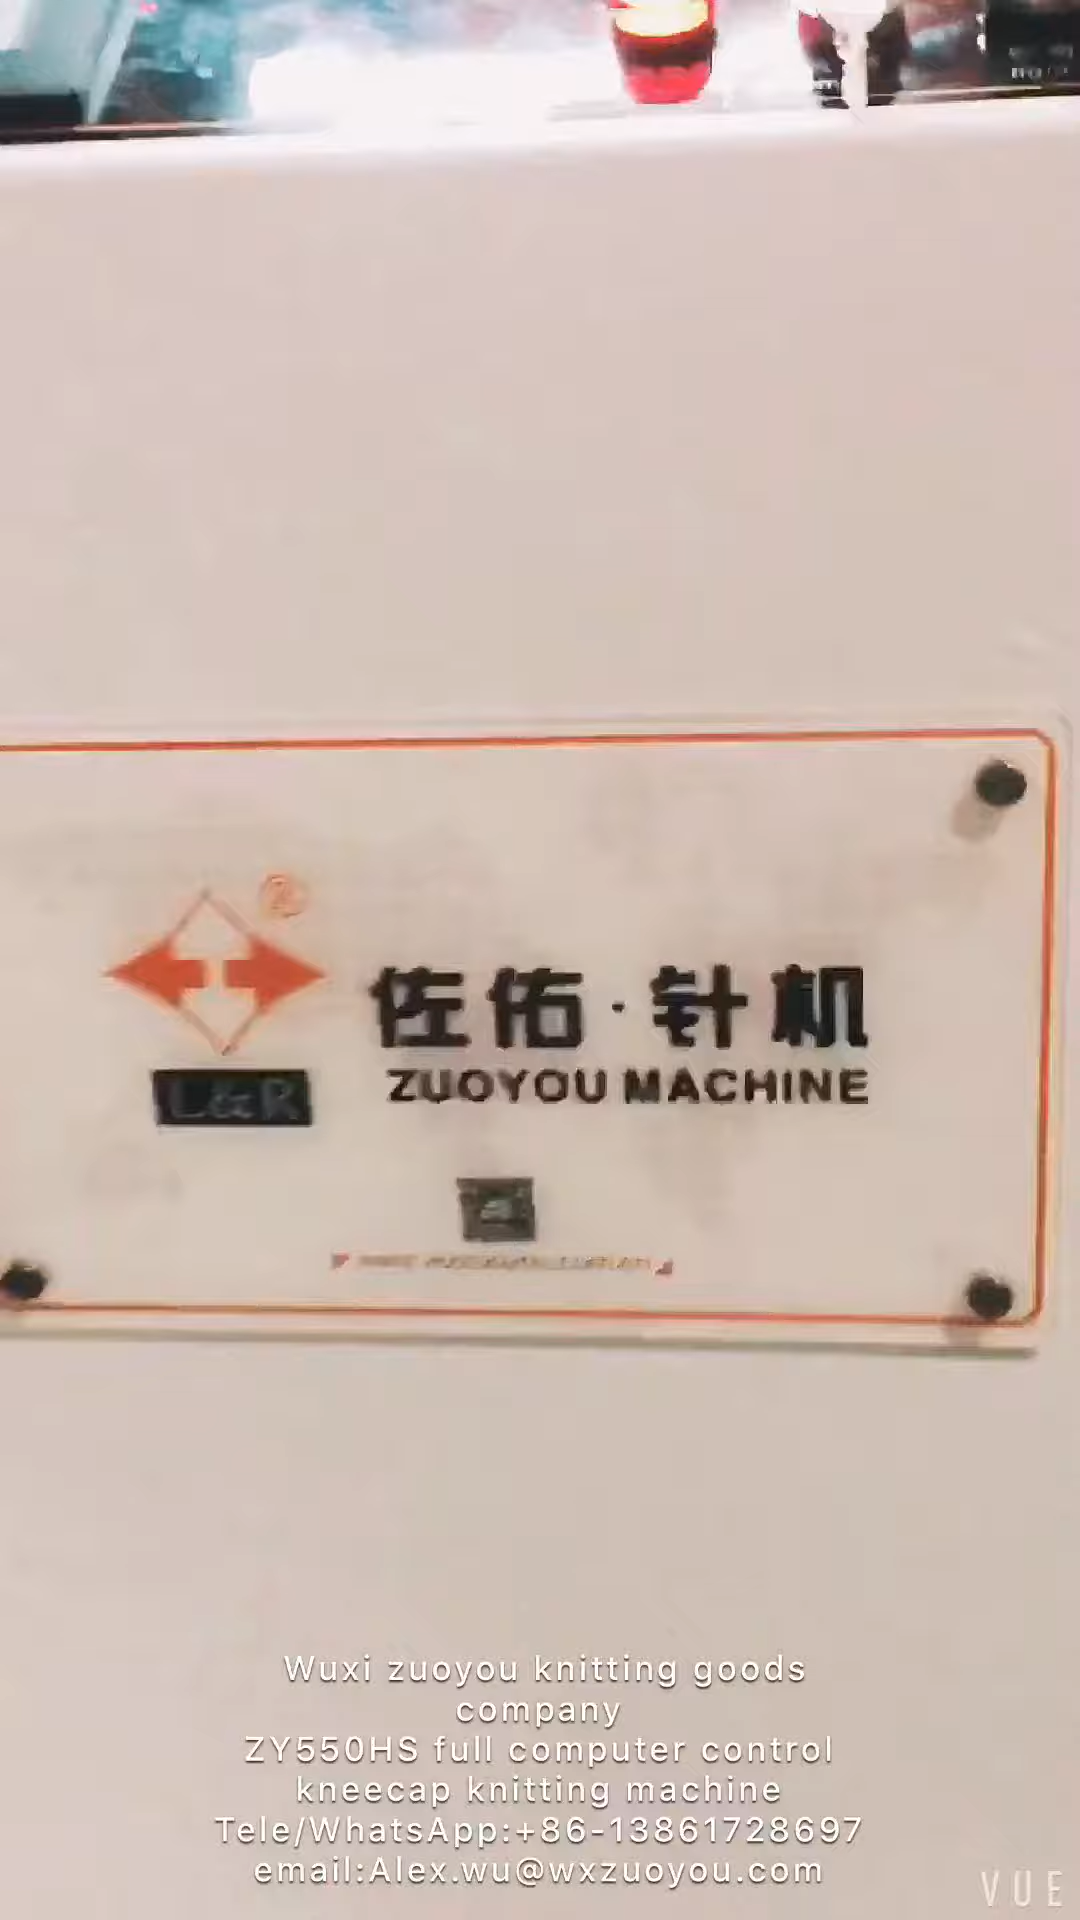 佐佑·针机
L&R
ZUOYOU MACHINE
Wuxi zuoyou knitting goods
company
ZY550HS full computer control
kneecap knitting machine
Tele/WhatsApp:+86-13861728697
email:Alex.wu@wxzuoyou.com
VUE